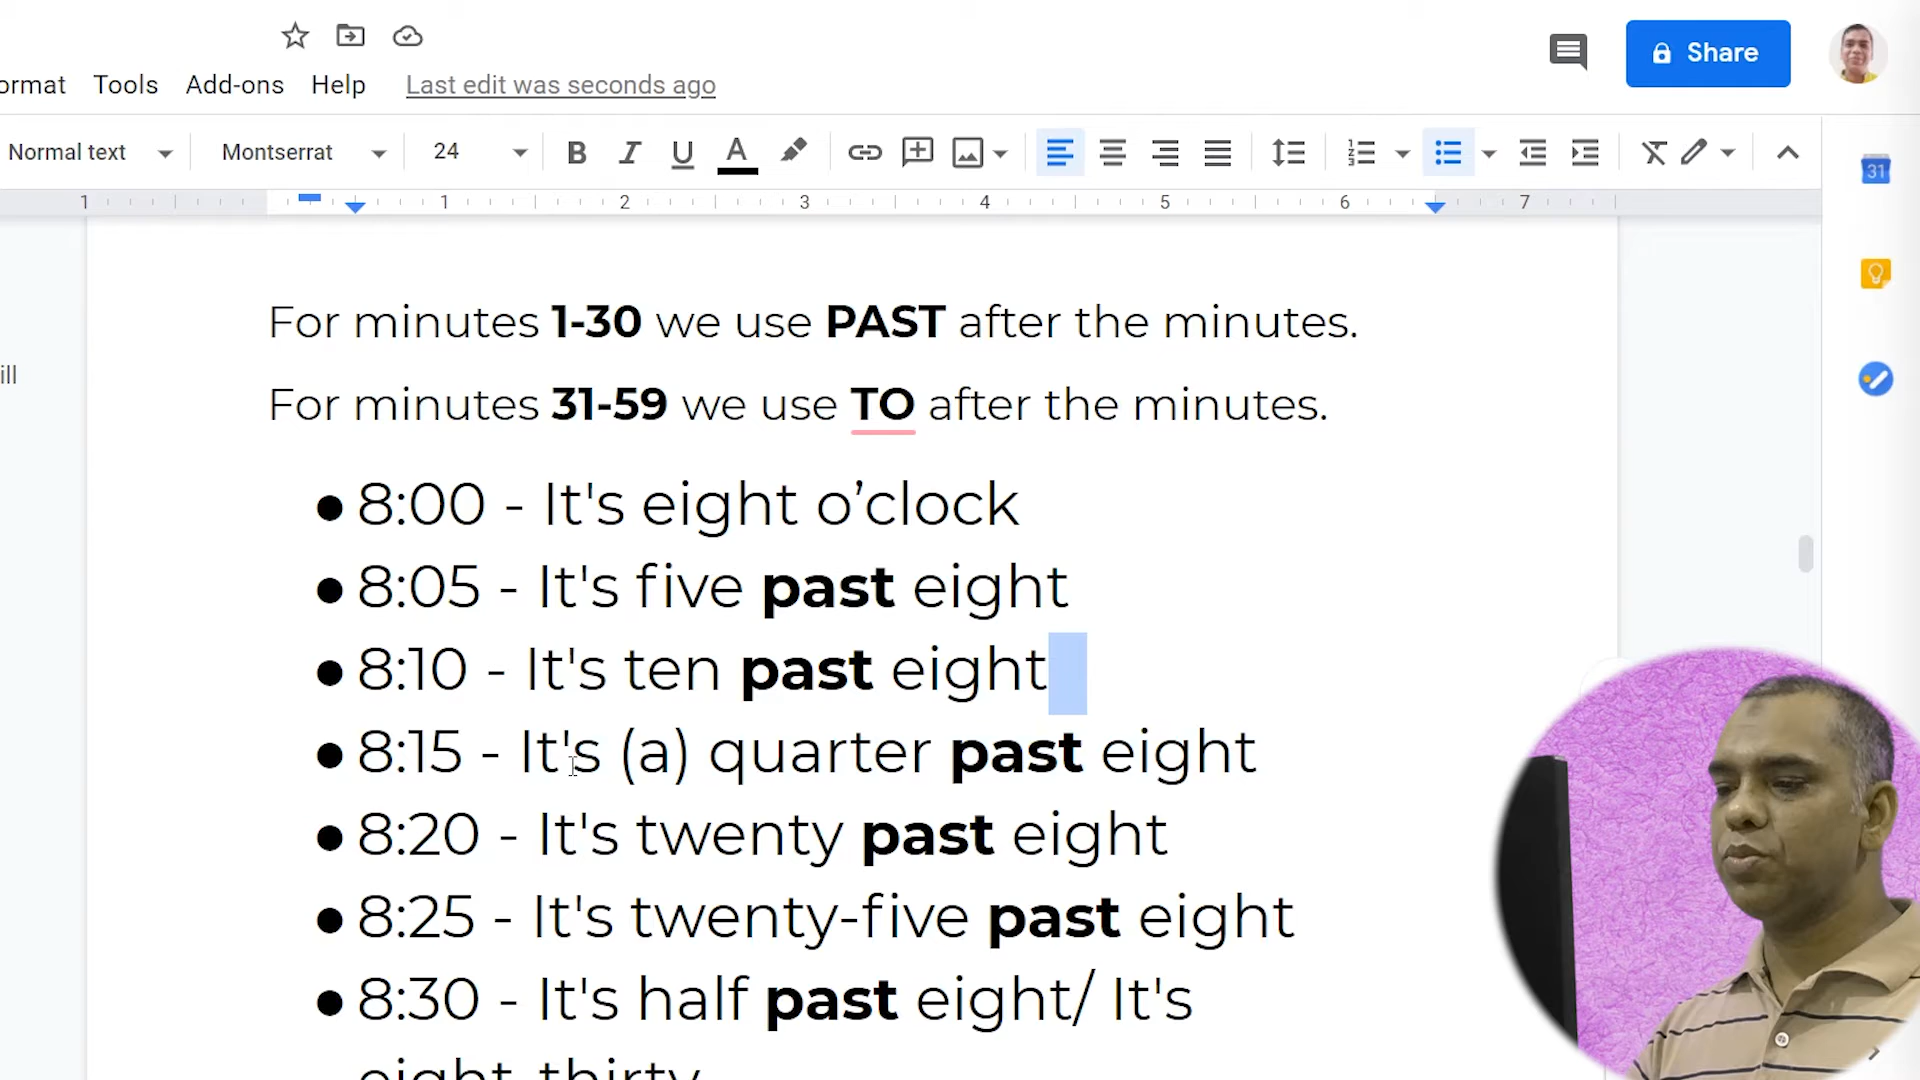 Share
ormat Tools Add-ons Help Last edit was seconds ago
Normal text Montserrat 24
31
1 1 2 3 4 5 6 7
For minutes 1-30 we use PAST after the minutes.
ill
For minutes 31-59 we use TO after the minutes.
● 8:00 - It's eight o’clock
● 8:05 - It's five past eight
● 8:10 - It's ten past eight
● 8:15 - It's (a) quarter past eight
● 8:20 - It's twenty past eight
● 8:25 - It's twenty-five past eight
● 8:30 - It's half past eight/ It's
eight-thirty